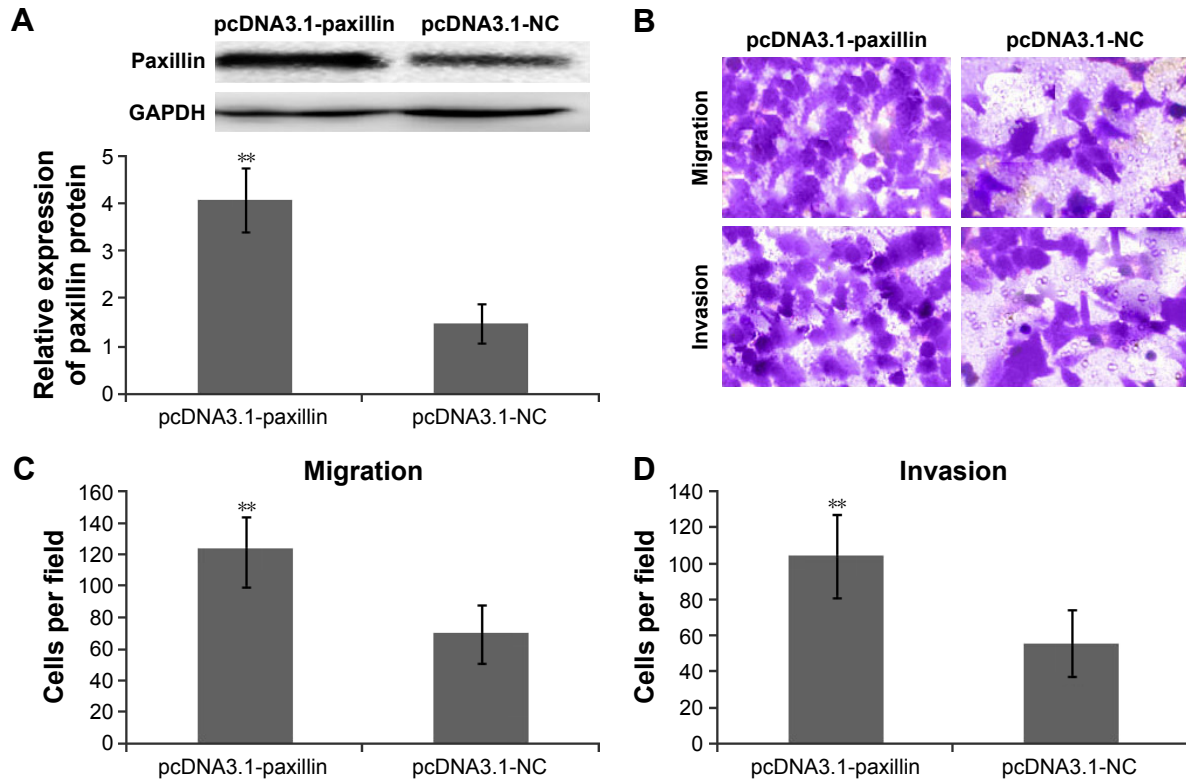 A
pcDNA3.1-paxillin pcDNA3.1-NC
Paxillin
GAPDH
Relative expression
of paxillin protein
5
4
3
2
1
0
**
pcDNA3.1-paxillin pcDNA3.1-NC
B
pcDNA3.1-paxillin pcDNA3.1-NC
Migration
Invasion
C
Migration
Cells per field
160
140
120
100
80
60
40
20
0
**
pcDNA3.1-paxillin pcDNA3.1-NC
D
Invasion
Cells per field
140
120
100
80
60
40
20
0
**
pcDNA3.1-paxillin pcDNA3.1-NC